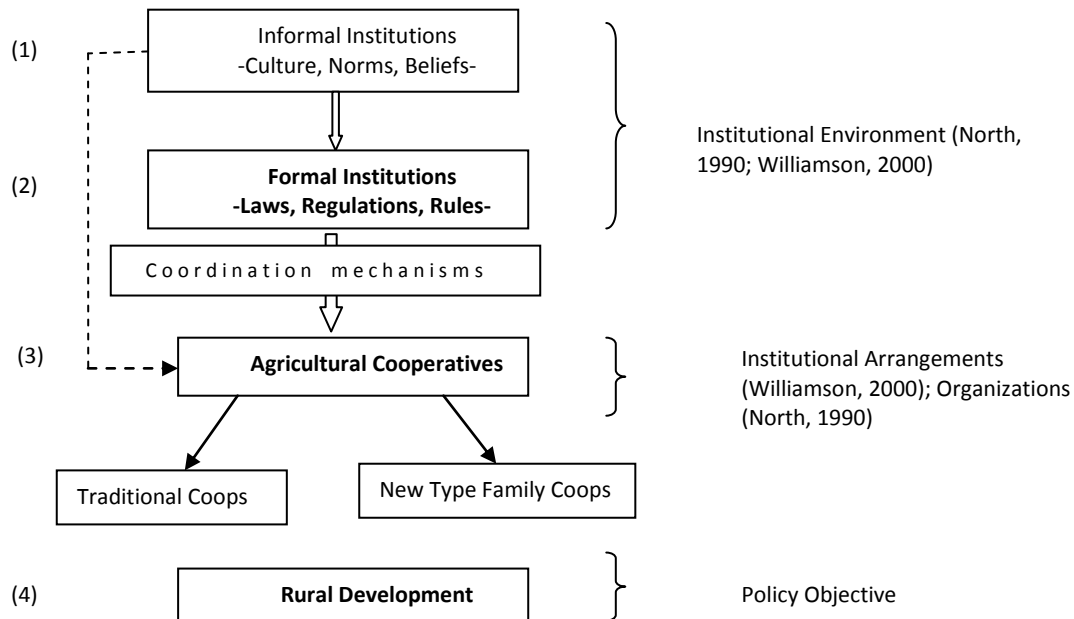 (1)
Informal Institutions
-Culture, Norms, Beliefs-
Institutional Environment (North,
1990; Williamson, 2000)
(2)
Formal Institutions
-Laws, Regulations, Rules-
Coordination mechanisms
(3)
Agricultural Cooperatives
Institutional Arrangements
(Williamson, 2000); Organizations
(North, 1990)
Traditional Coops
New Type Family Coops
(4)
Rural Development
Policy Objective